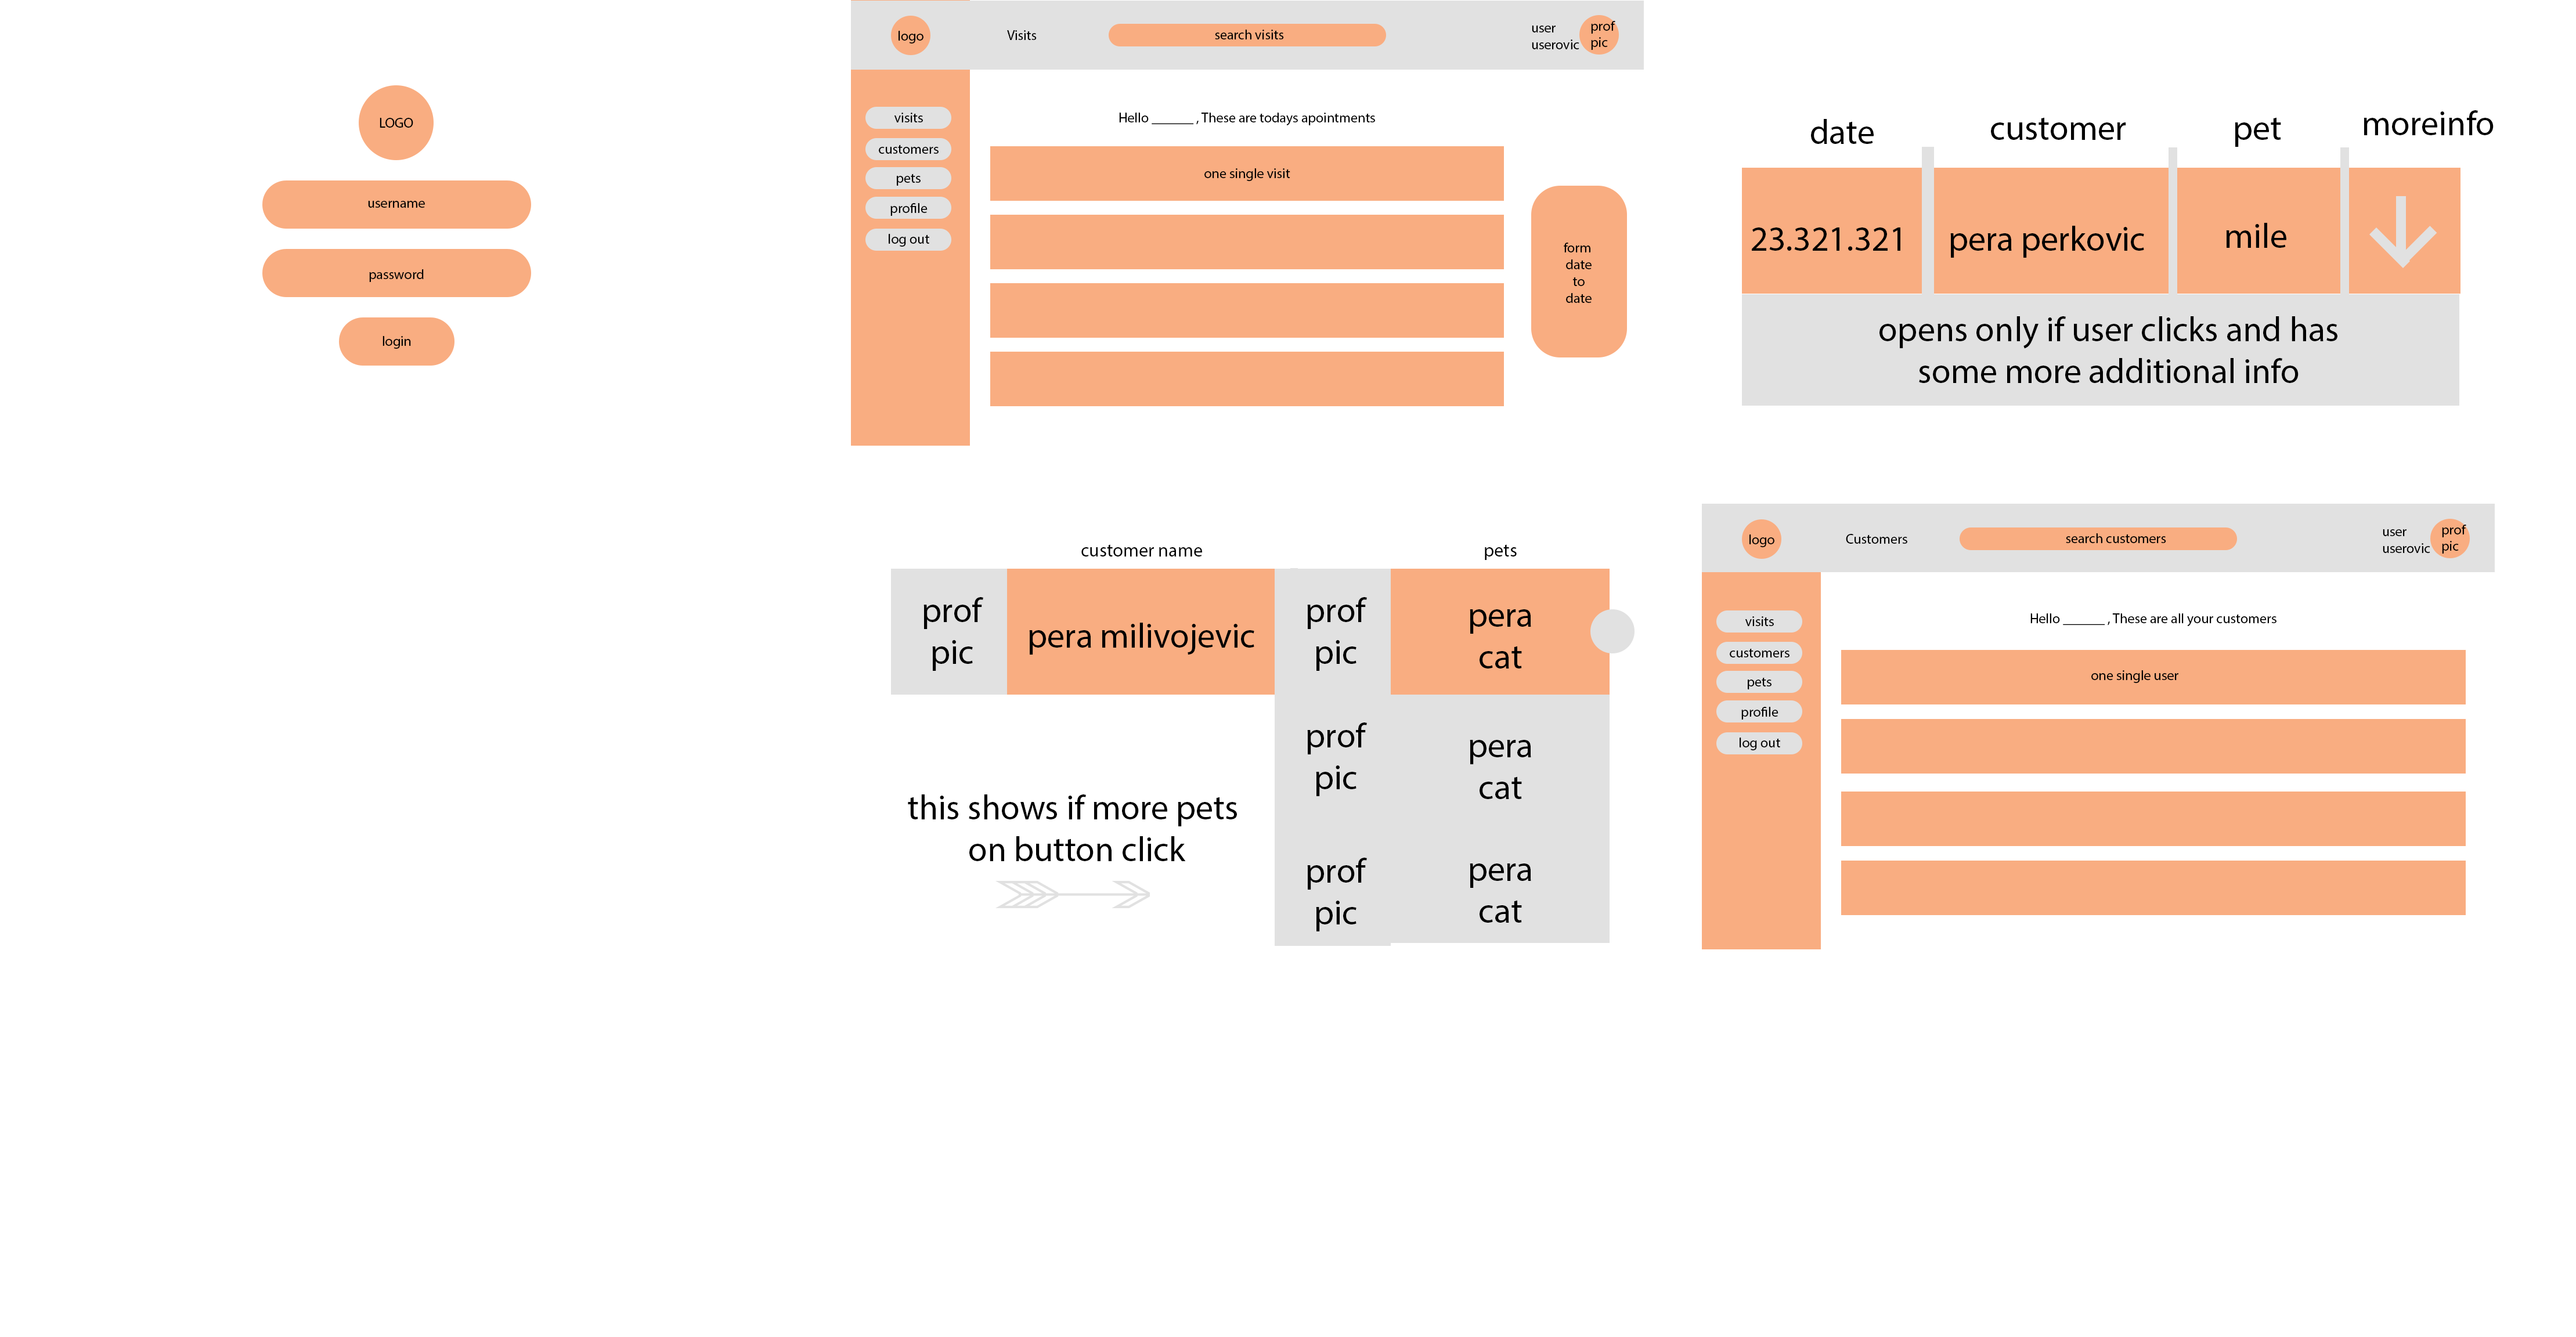 LOGO
username
password
login
logo
Visits
search visits
user
userovic
prof
pic
visits
customers
pets
profile
log out
Hello ______ , These are todays apointments
one single visit
form
date
to
date
date
customer
pet
moreinfo
23.321.321
pera perkovic
mile
opens only if user clicks and has
some more additional info
customer name
pets
prof
pic
pera milivojevic
prof
pic
pera
cat
prof
pic
pera
cat
prof
pic
pera
cat
this shows if more pets
on button click
logo
Customers
search customers
user
userovic
prof
pic
visits
customers
pets
profile
log out
Hello ______ , These are all your customers
one single user